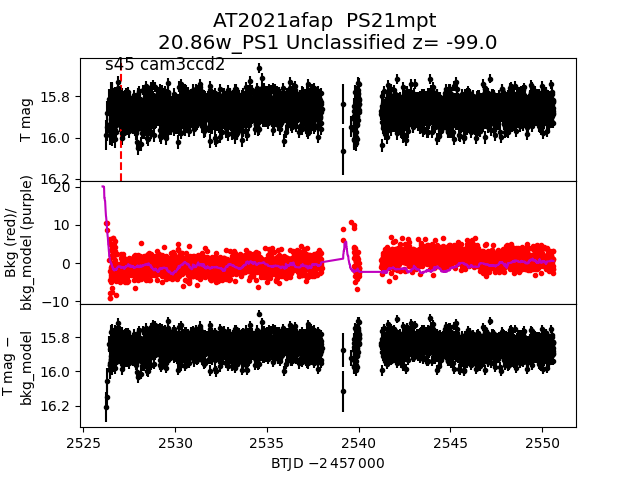 AT2021afap PS21mpt
20.86w_PS1 Unclassified z= -99.0
s45 cam3ccd2
T mag
15.8
16.0
16.2
Bkg (red)/
bkg_model (purple)
20
10
0
−10
T mag −
bkg_model
15.8
16.0
16.2
2525 2530 2535 2540 2545 2550
BTJD −2 457 000